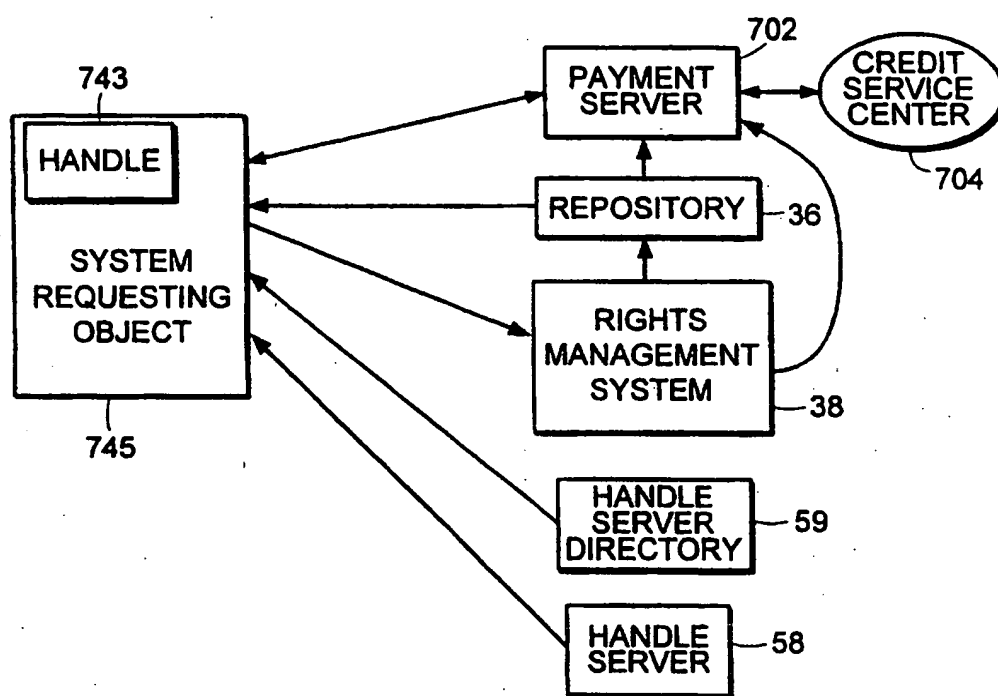 702
PAYMENT
SERVER
CREDIT
SERVICE
CENTER
704
743
HANDLE
SYSTEM
REQUESTING
OBJECT
745
REPOSITORY
36
RIGHTS
MANAGEMENT
SYSTEM
38
HANDLE
SERVER
DIRECTORY
59
HANDLE
SERVER
58